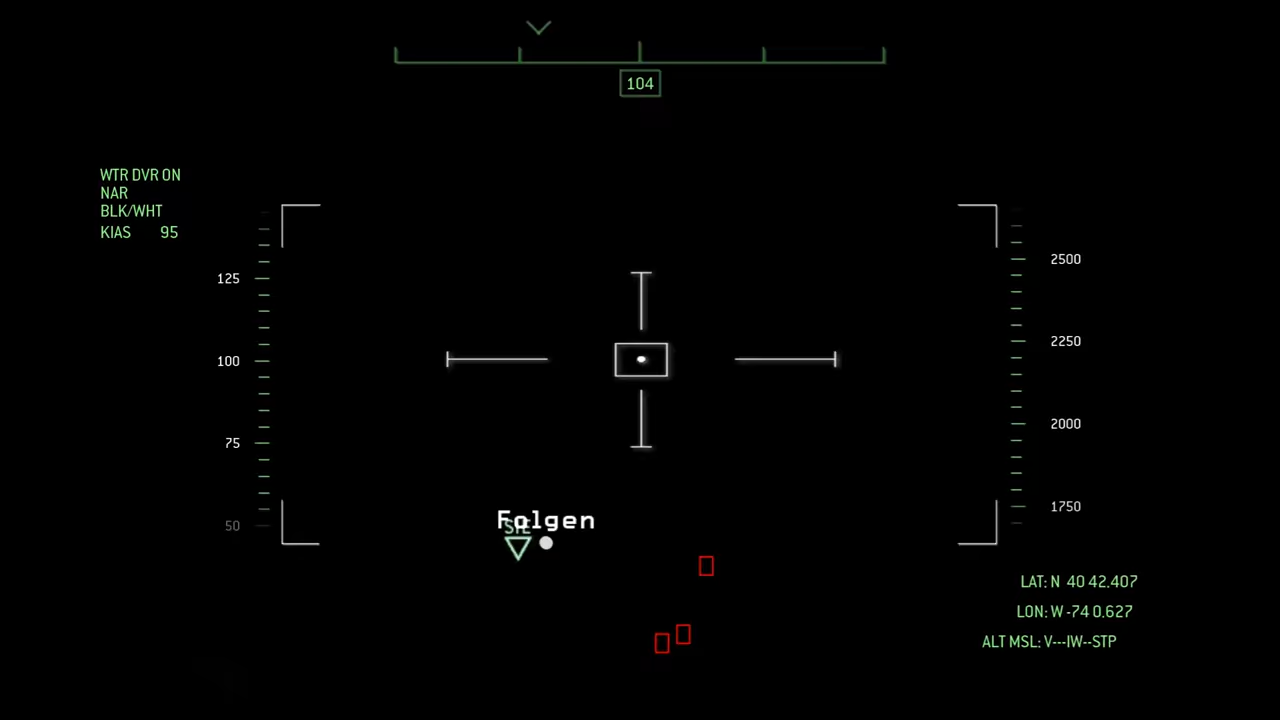 104
WTR DVR ON
NAR
BLK/WHT
KIAS 95
125
100
75
50
2500
2250
2000
1750
Folgen
LAT: N 40 42.407
LON: W -74 0.627
ALT MSL: V---IW--STP